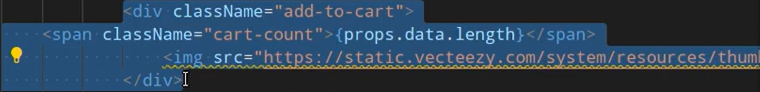 <div className="add-to-cart">
<span className="cart-count">{props.data.length}</span>
<img src="https://static.vecteezy.com/system/resources/thumb
</div>